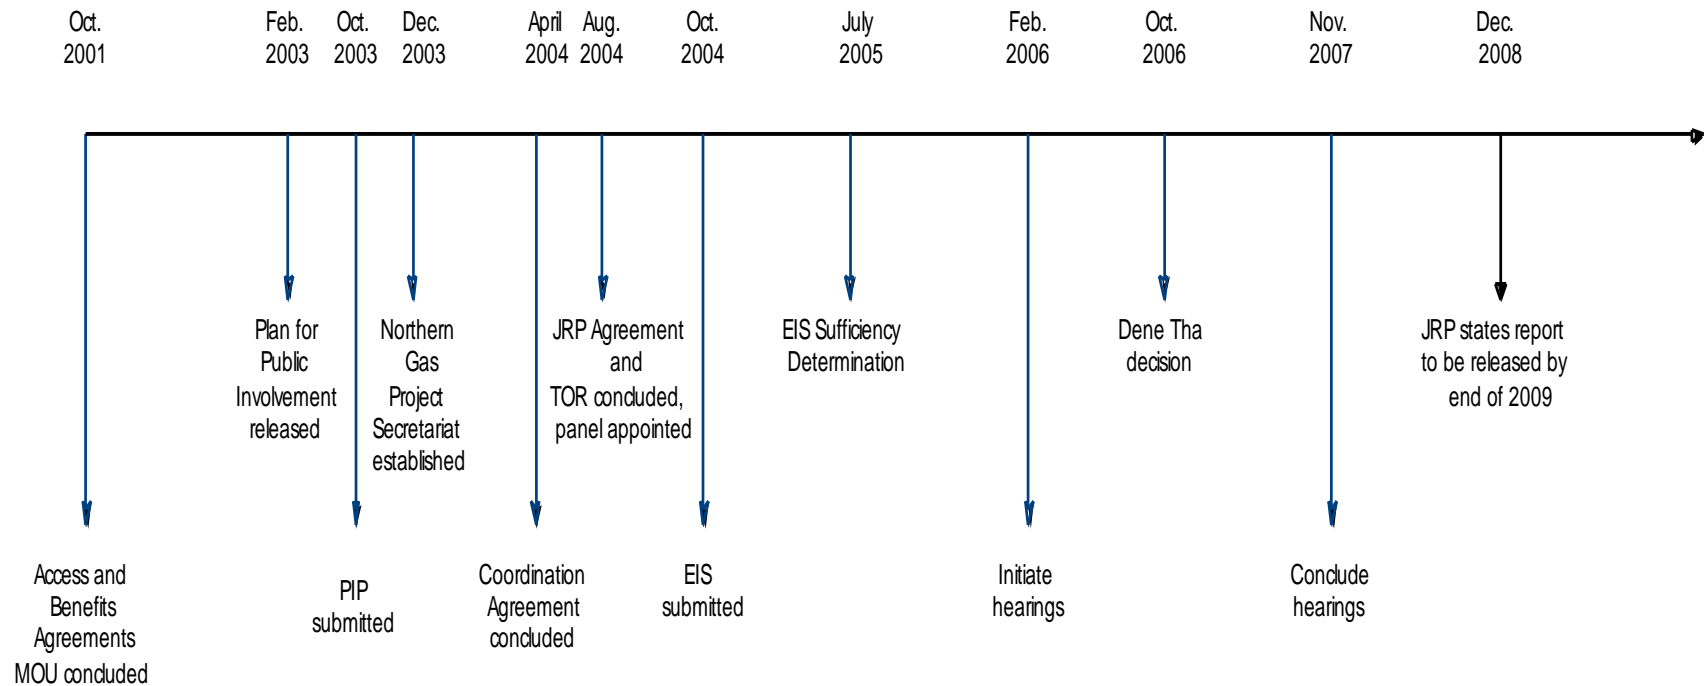 Oct.
2001
Feb.
2003
Oct.
2003
Dec.
2003
April
2004
Aug.
2004
Oct.
2004
July
2005
Feb.
2006
Oct.
2006
Nov.
2007
Dec.
2008
Plan for
Public
Involvement
released
Northern
Gas
Project
Secretariat
established
JRP Agreement
and
TOR concluded,
panel appointed
EIS Sufficiency
Determination
Dene Tha
decision
JRP states report
to be released by
end of 2009
Access and
Benefits
Agreements
MOU concluded
PIP
submitted
Coordination
Agreement
concluded
EIS
submitted
Initiate
hearings
Conclude
hearings